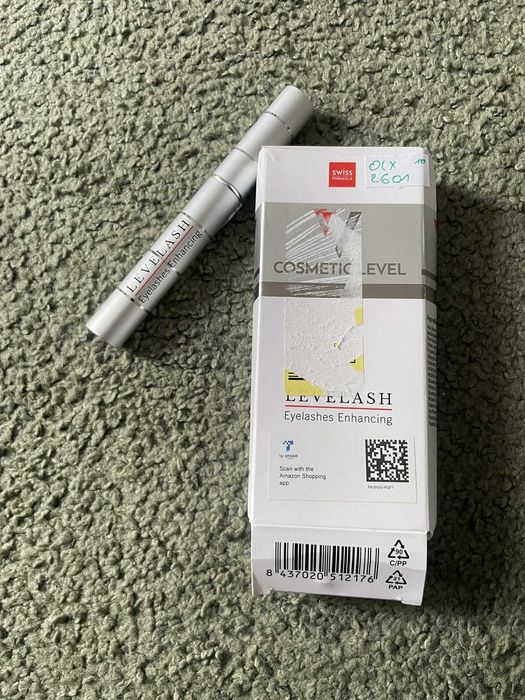 LEVELASH
Eyelashes Enhancing
SWISS
FORMULA
OLX
2601
COSMETIC LEVEL
LEVELASH
Eyelashes Enhancing
by amazon
Scan with the
Amazon Shopping
app
8 437020 512176
90
C/PP
21
PAP